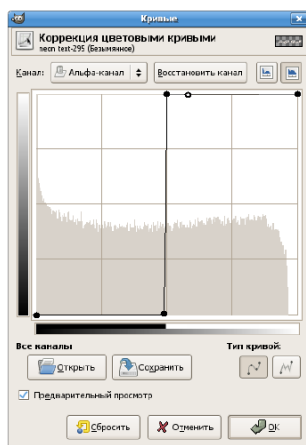 Кривые
Коррекция цветовыми кривыми
neon test-295 (Безымянное)
Канал: Альфа-канал Восстановить канал
Все каналы Тип кривой:
Открыть Сохранить
Предварительный просмотр
Сбросить Отменить OK